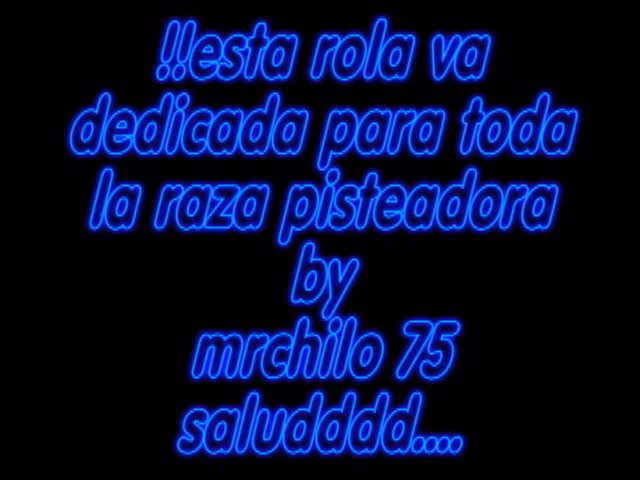 !!esta rola va
dedicada para toda
la raza pisteadora
by
mrchilo 75
saludddd....